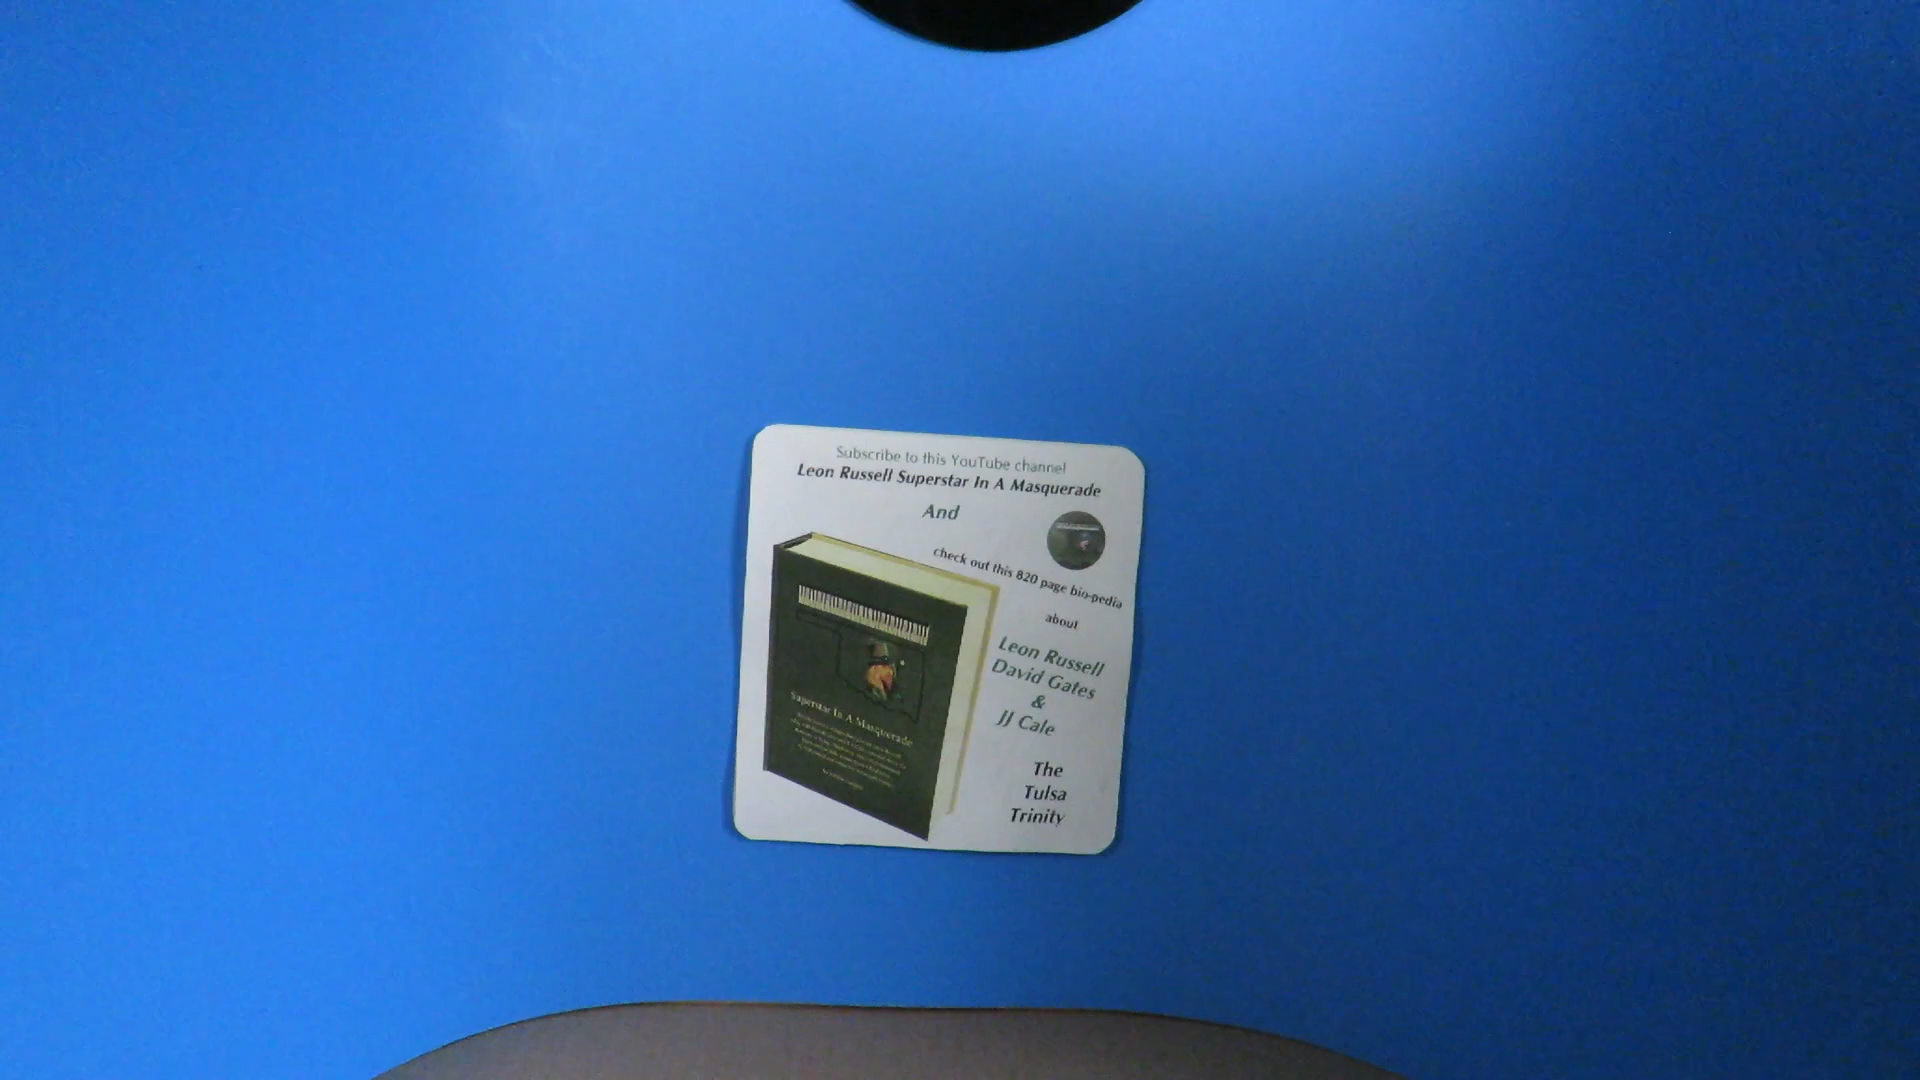 Subscribe to this YouTube channel
Leon Russell Superstar In A Masquerade
And
check out this 820 page bio-pedia
about
Leon Russell
David Gates
&
JJ Cale
The
Tulsa
Trinity
Superstar In A Masquerade